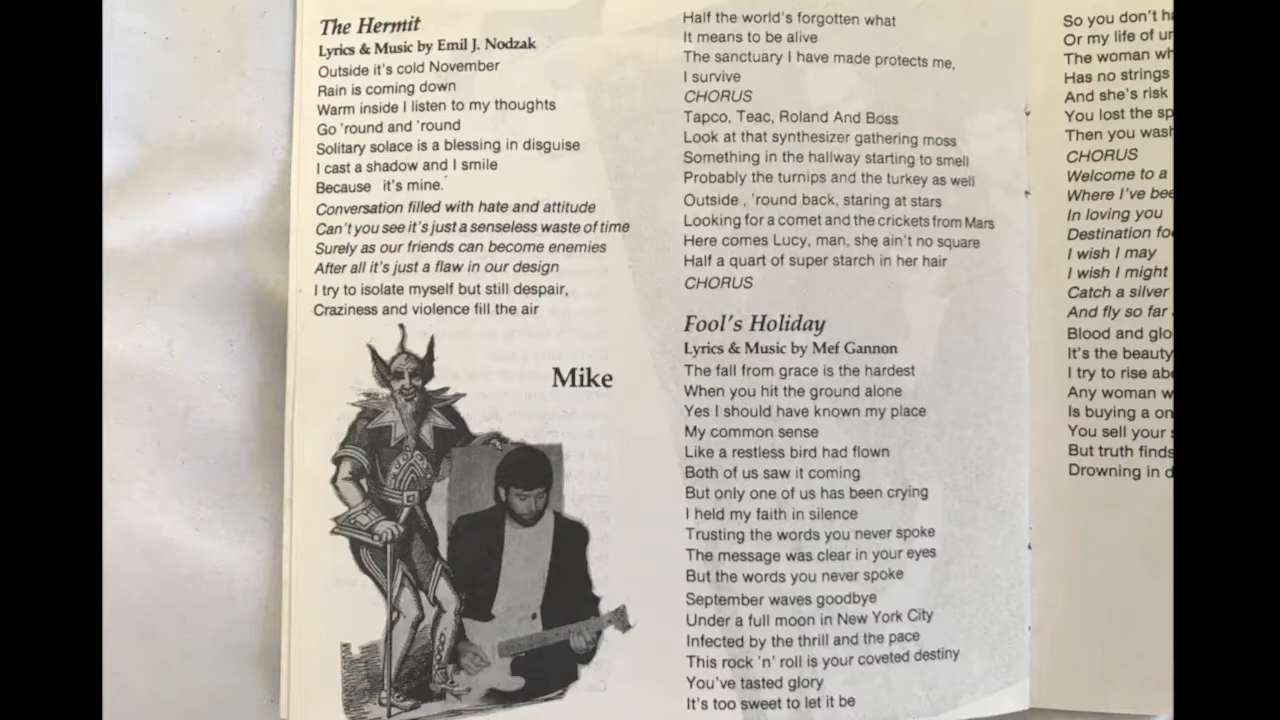 The Hermit
Lyrics & Music by Emil J. Nodzak
Outside it's cold November
Rain is coming down
Warm inside I listen to my thoughts
Go 'round and 'round
Solitary solace is a blessing in disguise
I cast a shadow and I smile
Because it's mine.
Conversation filled with hate and attitude
Can't you see it's just a senseless waste of time
Surely as our friends can become enemies
After all it's just a flaw in our design
I try to isolate myself but still despair,
Craziness and violence fill the air
Mike
Half the world's forgotten what
It means to be alive
The sanctuary I have made protects me,
I survive
CHORUS
Tapco, Teac, Roland And Boss
Look at that synthesizer gathering moss
Something in the hallway starting to smell
Probably the turnips and the turkey as well
Outside , 'round back, staring at stars
Looking for a comet and the crickets from Mars
Here comes Lucy, man, she ain't no square
Half a quart of super starch in her hair
CHORUS
Fool's Holiday
Lyrics & Music by Mef Gannon
The fall from grace is the hardest
When you hit the ground alone
Yes I should have known my place
My common sense
Like a restless bird had flown
Both of us saw it coming
But only one of us has been crying
I held my faith in silence
Trusting the words you never spoke
The message was clear in your eyes
But the words you never spoke
September waves goodbye
Under a full moon in New York City
Infected by the thrill and the pace
This rock 'n' roll is your coveted destiny
You've tasted glory
It's too sweet to let it be
So you don't
Or my life of
The woman
Has no strings
And she's risk
You lost the
Then you
CHORUS
Welcome to a
Where I've
In loving you
Destination
I wish I may
I wish I might
Catch a silver
And fly so far
Blood and
It's the beauty
I try to rise
Any woman
Is buying a
You sell your
But truth finds
Drowning in